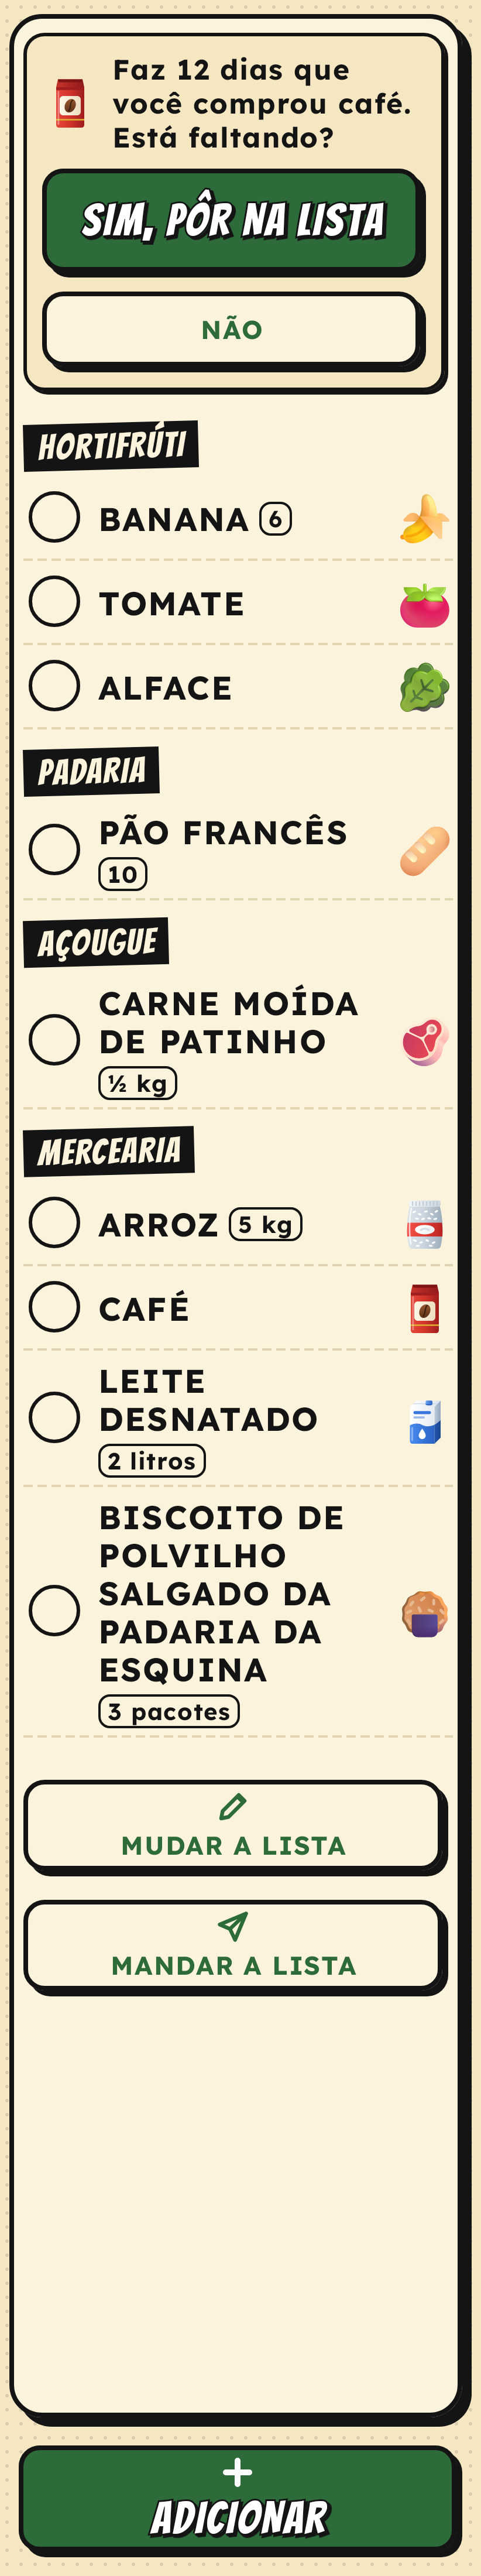 Faz 12 dias que
você comprou café.
Está faltando?
SIM, PÔR NA LISTA
NÃO
HORTIFRÚTI
BANANA 6
TOMATE
ALFACE
PADARIA
PÃO FRANCÊS
10
AÇOUGUE
CARNE MOÍDA
DE PATINHO
½ kg
MERCEARIA
ARROZ 5 kg
CAFÉ
LEITE
DESNATADO
2 litros
BISCOITO DE
POLVILHO
SALGADO DA
PADARIA DA
ESQUINA
3 pacotes
MUDAR A LISTA
MANDAR A LISTA
ADICIONAR